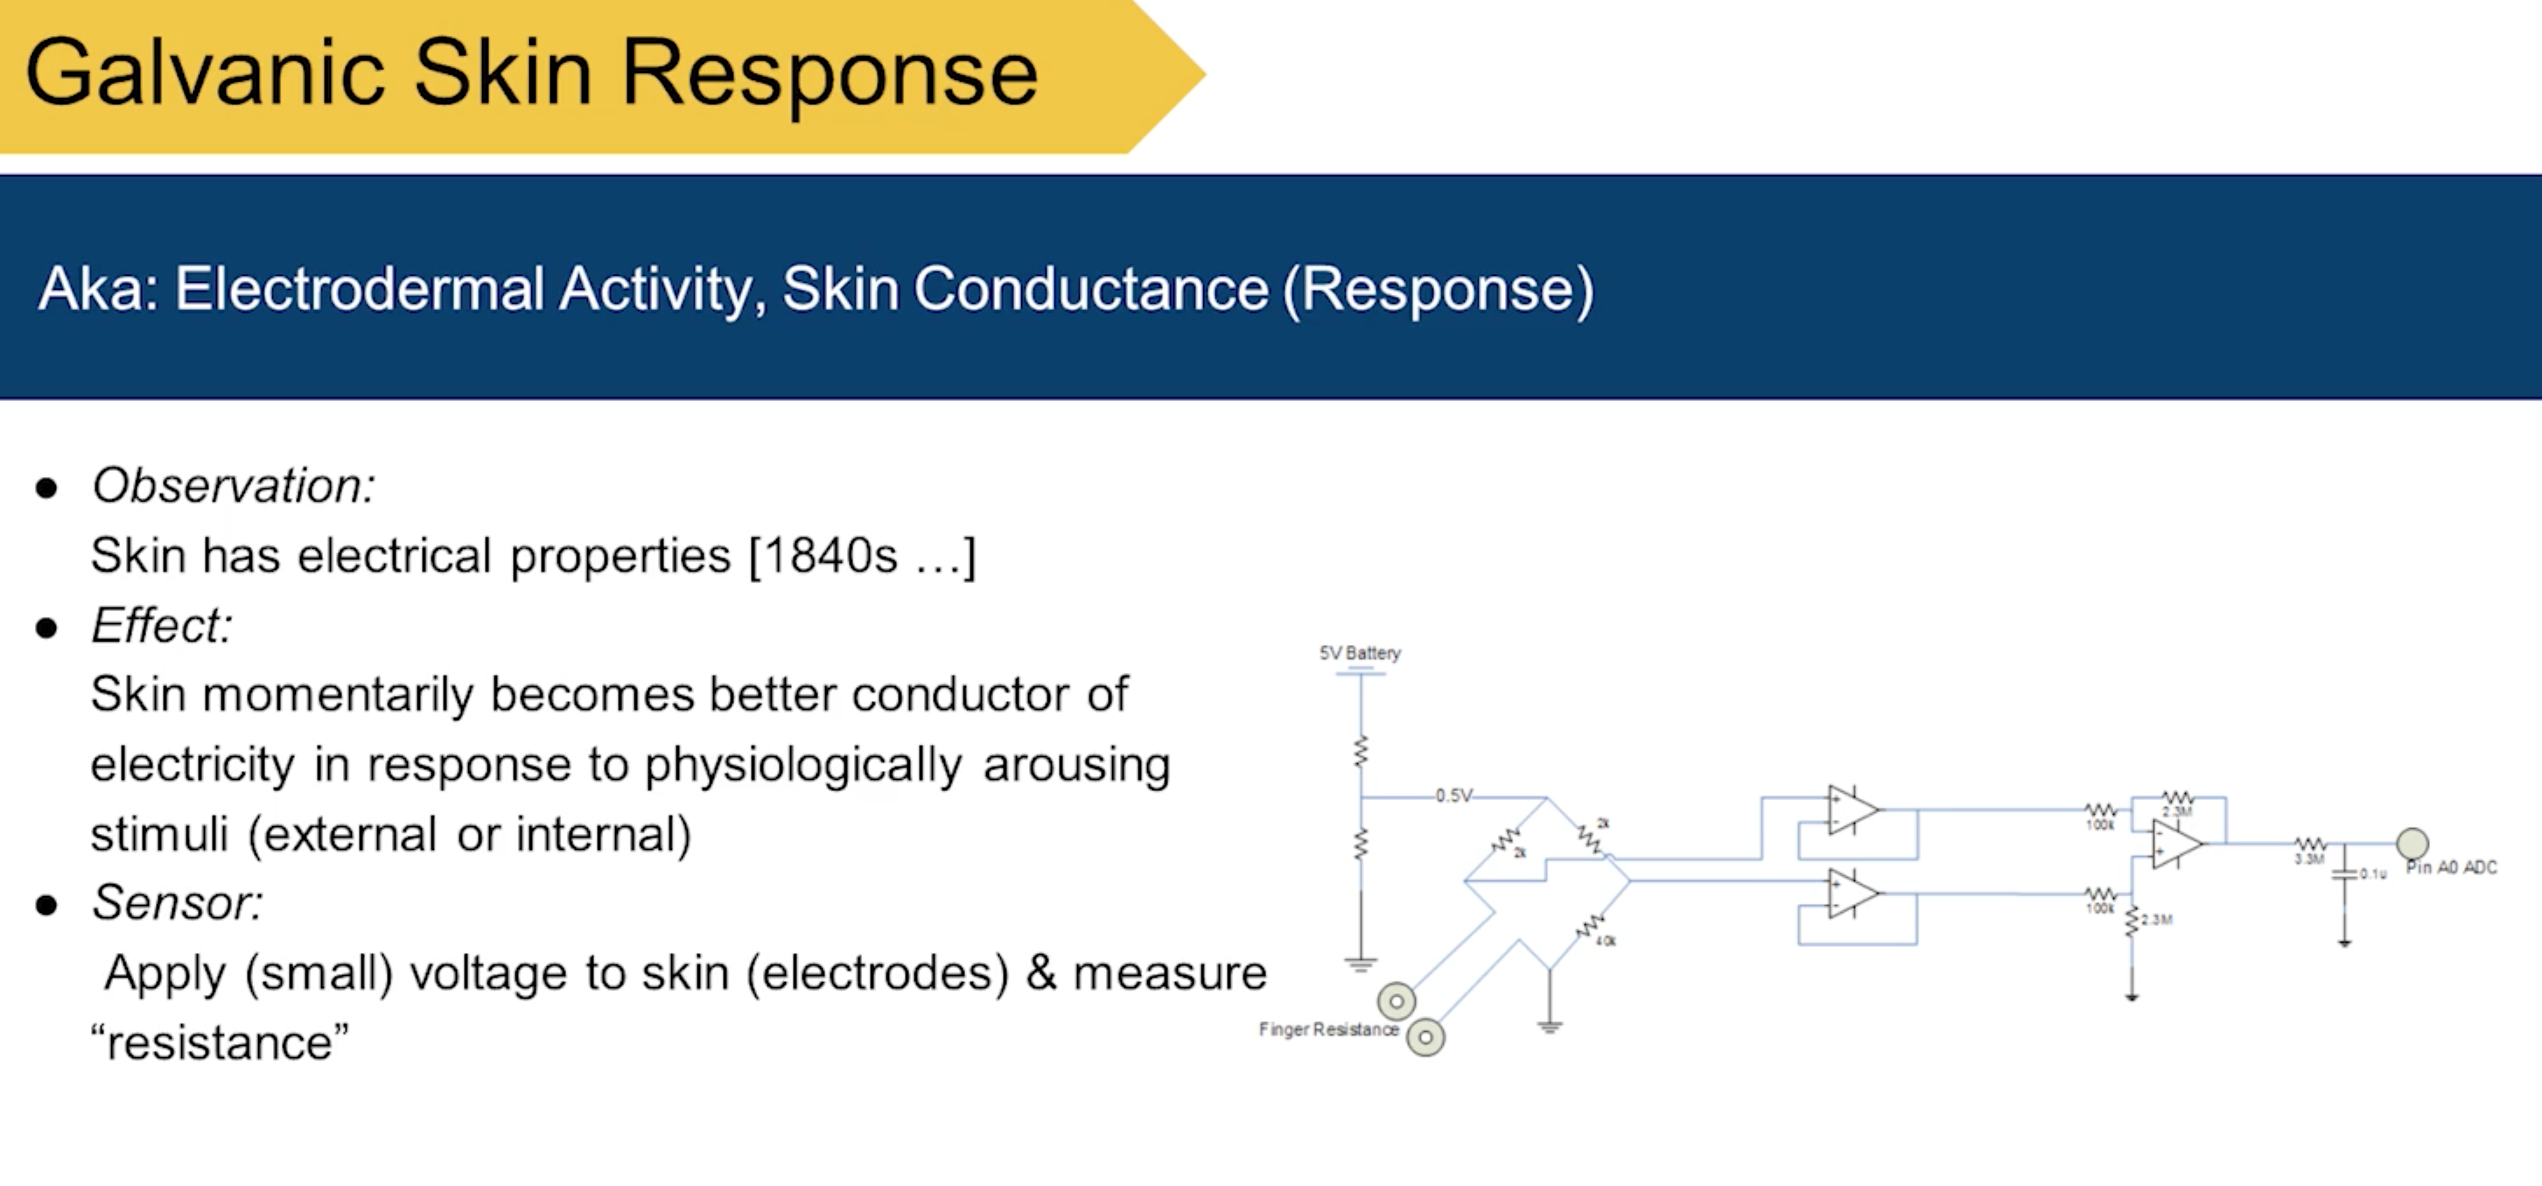 Galvanic Skin Response
Aka: Electrodermal Activity, Skin Conductance (Response)
● Observation:
Skin has electrical properties [1840s ...]
● Effect:
Skin momentarily becomes better conductor of
electricity in response to physiologically arousing
stimuli (external or internal)
● Sensor:
Apply (small) voltage to skin (electrodes) & measure
“resistance”
5V Battery
0.5V
2k
2k
40k
Finger Resistance
+
-
+
-
100k
100k
2.3M
-
+
2.3M
3.3M
0.1u
Pin A0 ADC